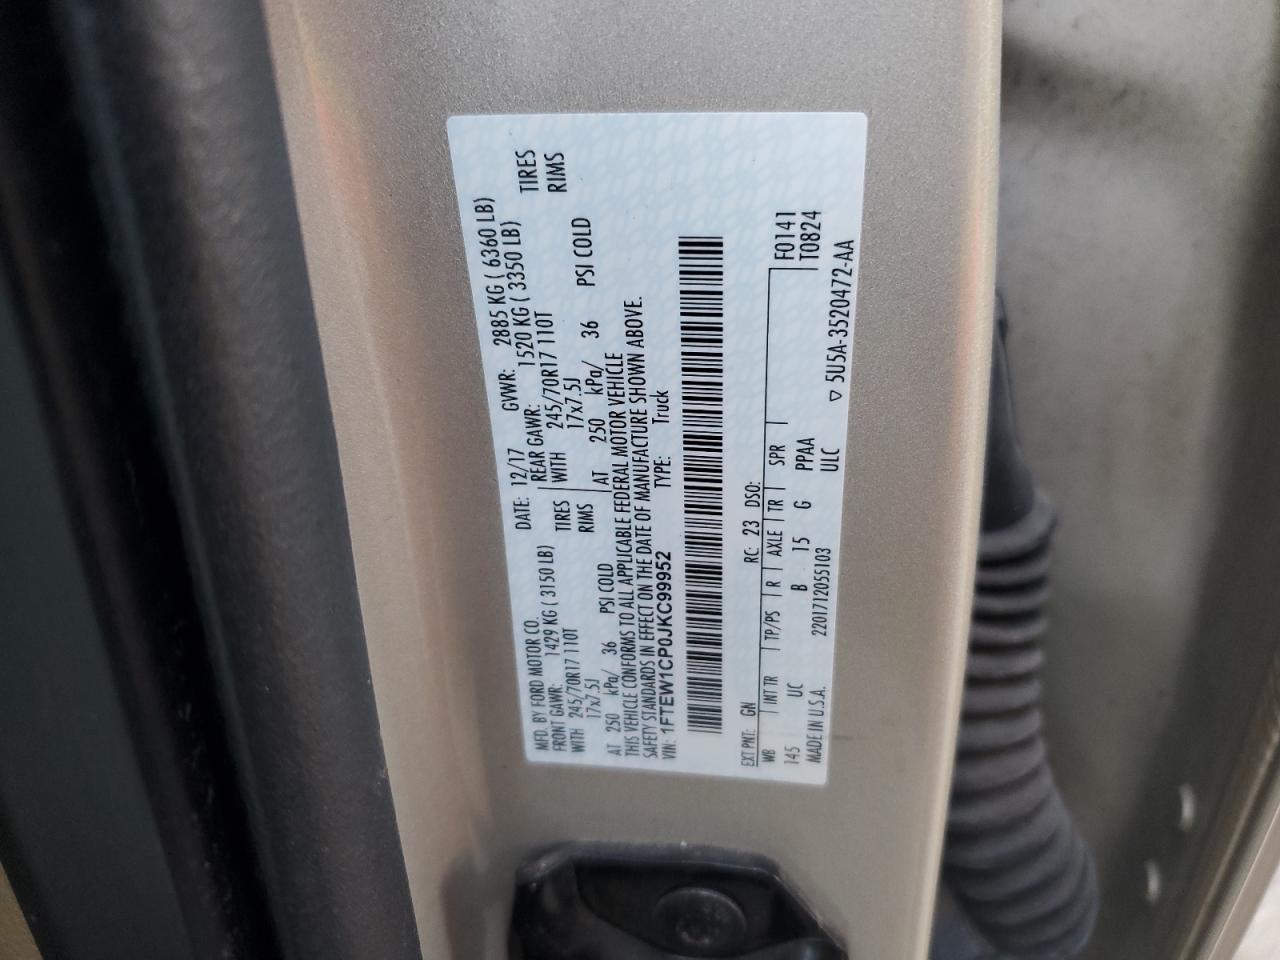 MFD. BY FORD MOTOR CO. DATE: 12/17 GVWR: 2885 KG ( 6360 LB)
FRONT GAWR: 1429 KG ( 3150 LB) REAR GAWR: 1520 KG ( 3350 LB)
WITH 245/70R17 110T TIRES WITH 245/70R17 110T TIRES
17x7.5J RIMS 17x7.5J RIMS
AT 250 kPa/ 36 PSI COLD AT 250 kPa/ 36 PSI COLD
THIS VEHICLE CONFORMS TO ALL APPLICABLE FEDERAL MOTOR VEHICLE
SAFETY STANDARDS IN EFFECT ON THE DATE OF MANUFACTURE SHOWN ABOVE.
VIN: 1FTEW1CP0JKC99952 TYPE: Truck
EXT PNT: GN RC: 23 DSO:
WB INT TR TP/PS R AXLE TR SPR F0141
145 UC B 15 G PPAA T0824
MADE IN U.S.A. 2201712055103 ULC
▽ 5U5A-3520472-AA